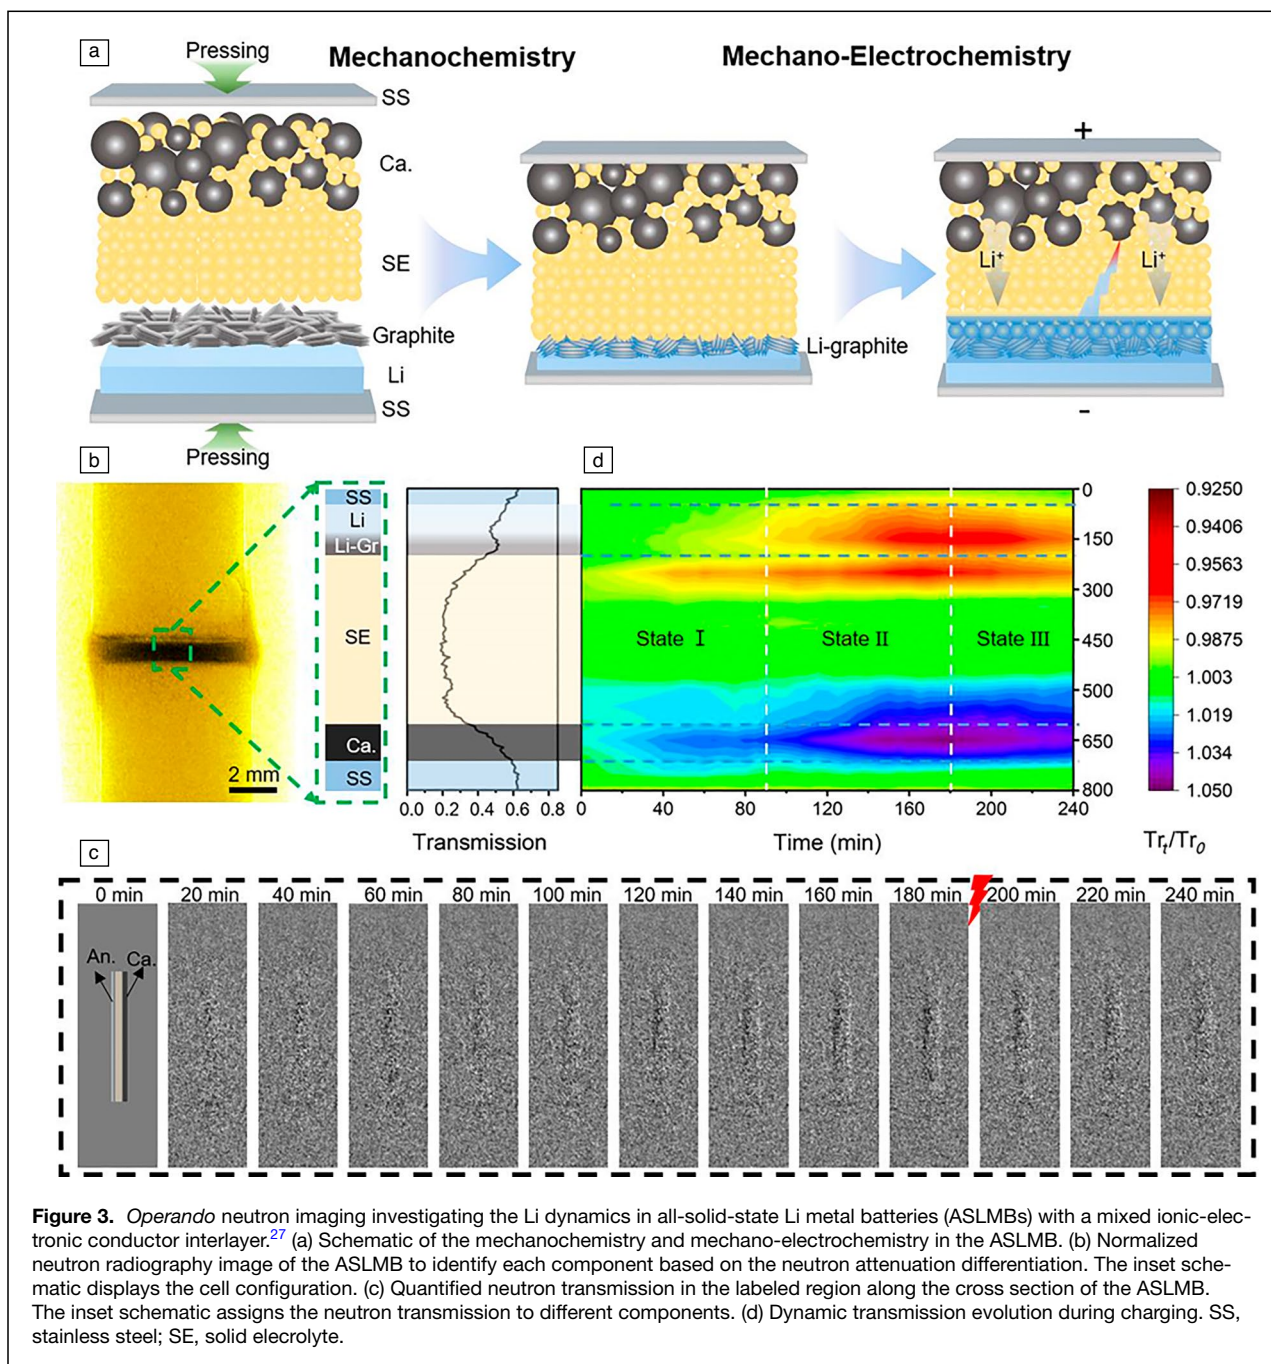 a
Pressing
Mechanochemistry
Mechano-Electrochemistry
SS
Ca.
SE
Graphite
Li
SS
Pressing
Li-graphite
+
Li+
Li+
-
b
SS
Li
Li-Gr
SE
Ca.
SS
2 mm
0.0 0.2 0.4 0.6 0.8
Transmission
d
State I
State II
State III
0
150
300
450
500
650
800
0 40 80 120 160 200 240
Time (min)
0.9250
0.9406
0.9563
0.9719
0.9875
1.003
1.019
1.034
1.050
Trt/Tr0
c
0 min 20 min 40 min 60 min 80 min 100 min 120 min 140 min 160 min 180 min 200 min 220 min 240 min
An. Ca.
Figure 3. Operando neutron imaging investigating the Li dynamics in all-solid-state Li metal batteries (ASLMBs) with a mixed ionic-elec-
tronic conductor interlayer.27 (a) Schematic of the mechanochemistry and mechano-electrochemistry in the ASLMB. (b) Normalized
neutron radiography image of the ASLMB to identify each component based on the neutron attenuation differentiation. The inset sche-
matic displays the cell configuration. (c) Quantified neutron transmission in the labeled region along the cross section of the ASLMB.
The inset schematic assigns the neutron transmission to different components. (d) Dynamic transmission evolution during charging. SS,
stainless steel; SE, solid elecrolyte.